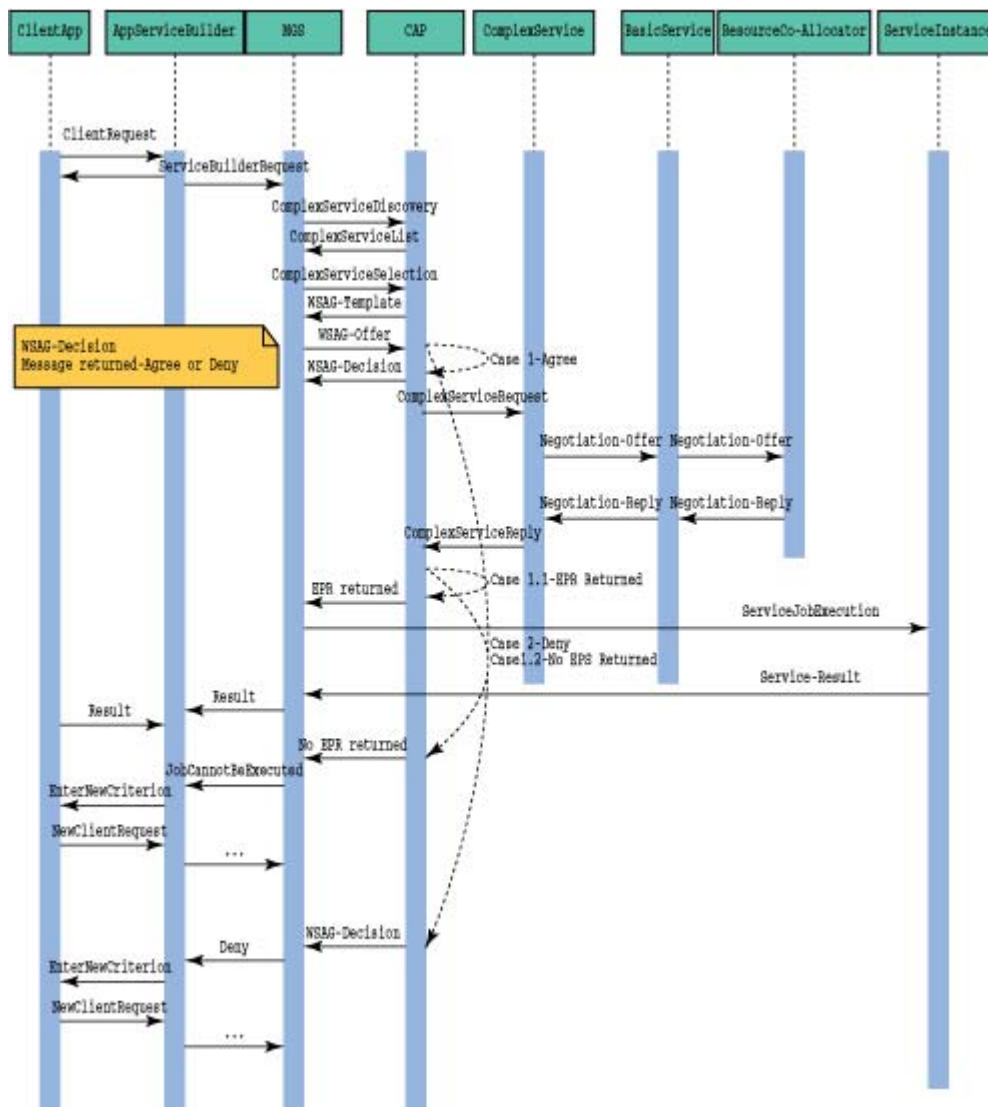 ClientApp
AppServiceBuilder
MGS
CAP
ComplexService
BasicService
ResourceCo-Allocator
ServiceInstance
ClientRequest
ServiceBuilderRequest
ComplexServiceDiscovery
ComplexServiceList
ComplexServiceSelection
WSAG-Template
WSAG-Decision
Message returned-Agree or Deny
WSAG-Offer
Case 1-Agree
WSAG-Decision
ComplexServiceRequest
Negotiation-Offer
Negotiation-Offer
Negotiation-Reply
Negotiation-Reply
ComplexServiceReply
Case 1.1-EPR Returned
EPR returned
ServiceJobExecution
Case 2-Deny
Case1.2-No EPS Returned
Service-Result
Result
Result
No EPR returned
JobCannotBeExecuted
EnterNewCriterion
NewClientRequest
...
WSAG-Decision
Deny
EnterNewCriterion
NewClientRequest
...